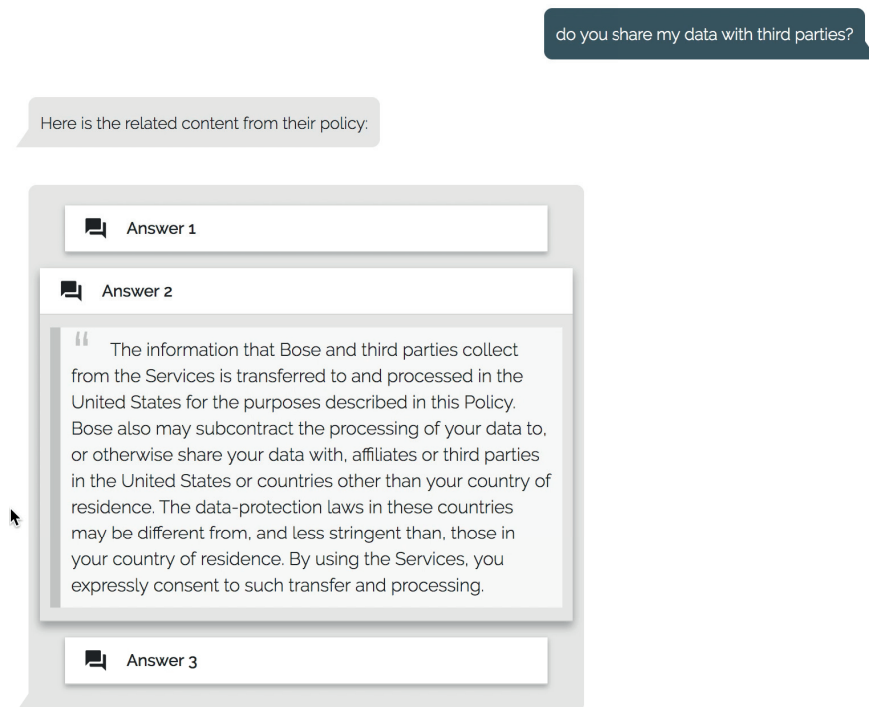 do you share my data with third parties?
Here is the related content from their policy:
Answer 1
Answer 2
“ The information that Bose and third parties collect
from the Services is transferred to and processed in the
United States for the purposes described in this Policy.
Bose also may subcontract the processing of your data to,
or otherwise share your data with, affiliates or third parties
in the United States or countries other than your country of
residence. The data-protection laws in these countries
may be different from, and less stringent than, those in
your country of residence. By using the Services, you
expressly consent to such transfer and processing.
Answer 3